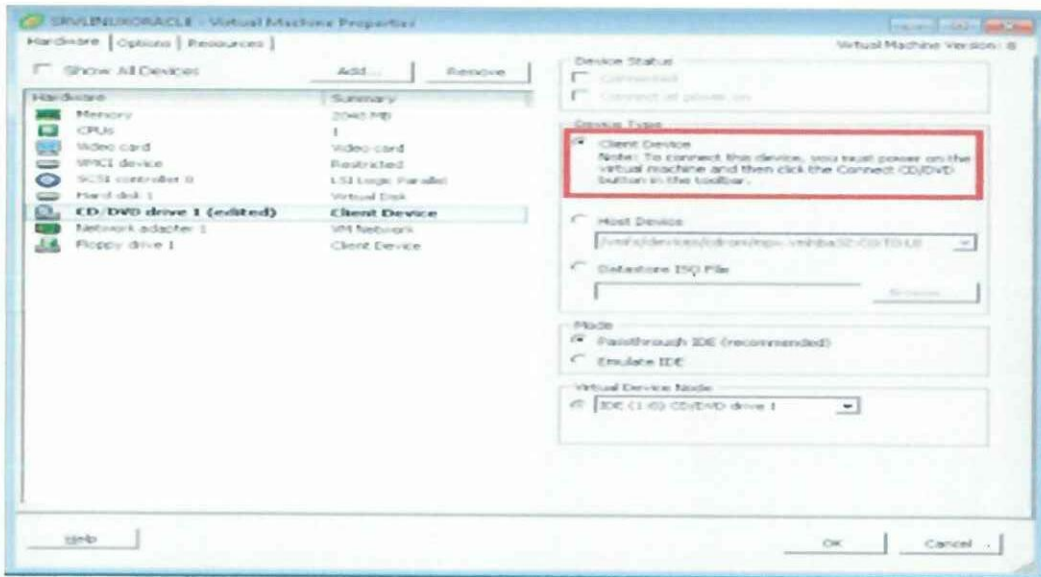 SRVLINUXORACLE - Virtual Machine Properties
Hardware Options Resources
Virtual Machine Version: 8
Show All Devices
Add...
Remove
Hardware Summary
Memory 2048 MB
CPUs 1
Video card Video card
VMCI device Restricted
SCSI controller 0 LSI Logic Parallel
Hard disk 1 Virtual Disk
CD/DVD drive 1 (edited) Client Device
Network adapter 1 VM Network
Floppy drive 1 Client Device
Device Status
Connected
Connect at power on
Device Type
Client Device
Note: To connect this device, you must power on the
virtual machine and then click the Connect CD/DVD
button in the toolbar.
Host Device
Datastore ISO File
Browse...
Mode
Passthrough IDE (recommended)
Emulate IDE
Virtual Device Node
IDE (1:0) CD/DVD drive 1
Help
OK
Cancel